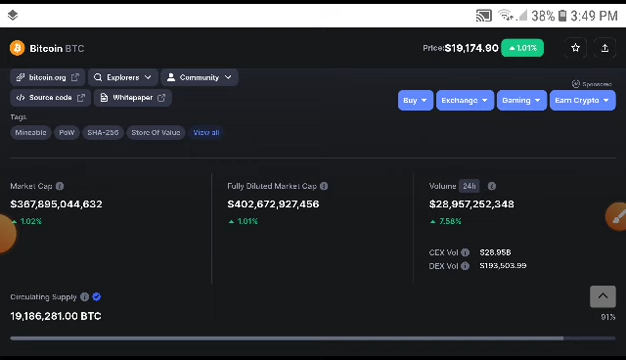 38% 3:49 PM
Bitcoin BTC Price: $19,174.90 1.01%
bitcoin.org Explorers Community
Sponsored
Source code Whitepaper Buy Exchange Gaming Earn Crypto
Tags
Mineable PoW SHA-256 Store Of Value View all
Market Cap Fully Diluted Market Cap Volume 24h
$367,895,044,632 $402,672,927,456 $28,957,252,348
1.02% 1.01% 7.58%
CEX Vol $28.95B
DEX Vol $193,503.99
Circulating Supply
19,186,281.00 BTC 91%